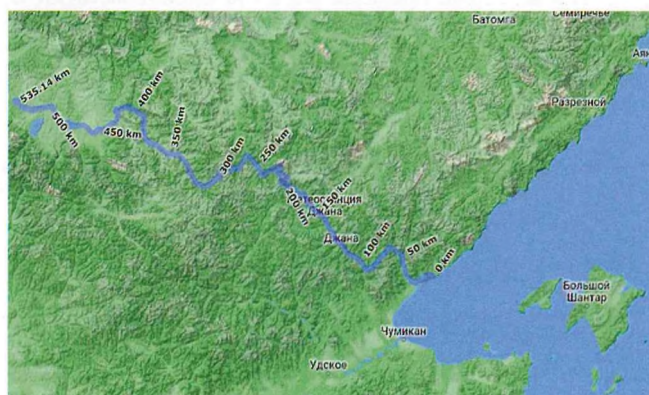 Батомга
Семиречье
Аян
535.14 km
500 km
450 km
400 km
350 km
300 km
250 km
Разрезной
200 km
150 km
Джана
Джана
100 km
50 km
0 km
Большой
Шантар
Чумикан
Удское